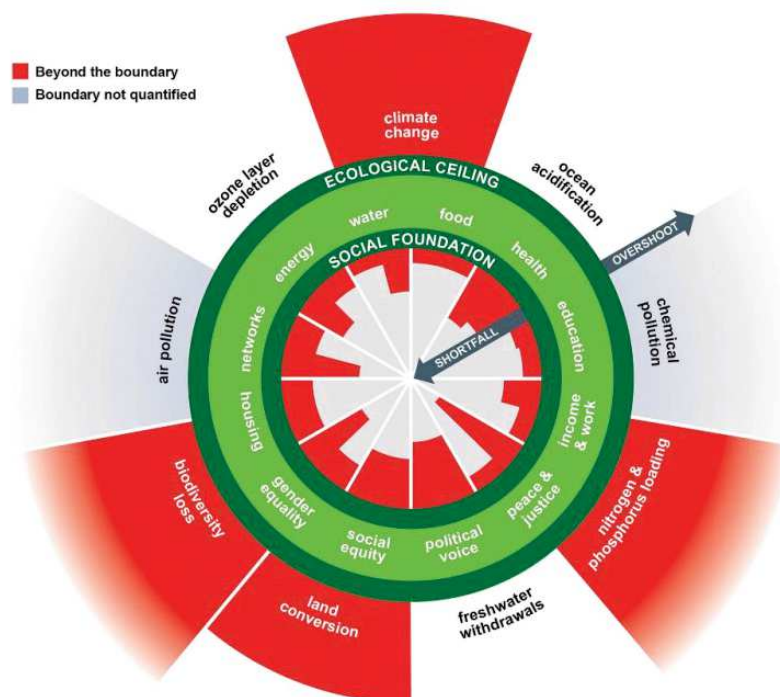 Beyond the boundary
Boundary not quantified
climate
change
ozone layer
depletion
ECOLOGICAL CEILING
ocean
acidification
water
food
energy
SOCIAL FOUNDATION
health
OVERSHOOT
air pollution
networks
SHORTFALL
education
chemical
pollution
housing
income
& work
biodiversity
loss
gender
equality
social
equity
political
voice
peace &
justice
nitrogen &
phosphorus loading
land
conversion
freshwater
withdrawals